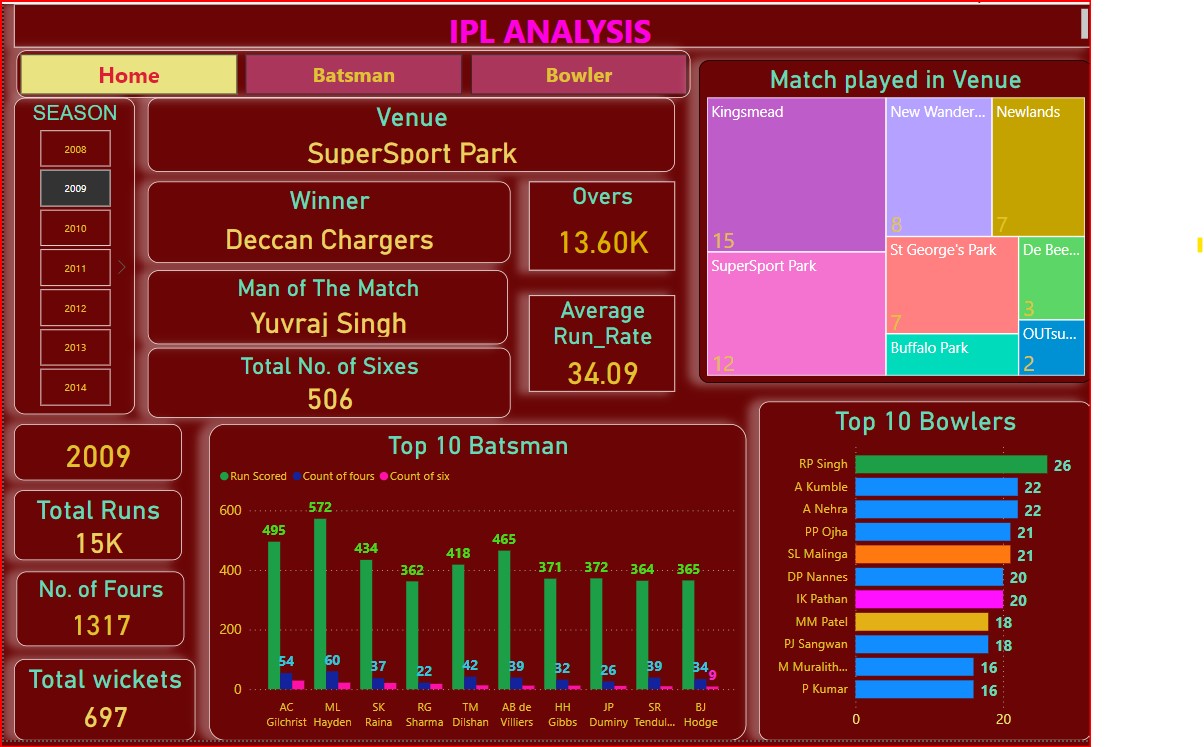 IPL ANALYSIS
Home
Batsman
Bowler
SEASON
2008
2009
2010
2011
2012
2013
2014
Venue
SuperSport Park
Winner
Deccan Chargers
Man of The Match
Yuvraj Singh
Total No. of Sixes
506
Overs
13.60K
Average
Run_Rate
34.09
Match played in Venue
Kingsmead
15
SuperSport Park
12
New Wander...
8
Newlands
7
St George's Park
7
De Bee...
3
Buffalo Park
OUTsu...
2
2009
Total Runs
15K
No. of Fours
1317
Total wickets
697
Top 10 Batsman
Run Scored Count of fours Count of six
600
400
200
0
495
572
434
362
418
465
371
372
364
365
54
60
37
22
42
39
32
26
39
34
9
AC
Gilchrist
ML
Hayden
SK
Raina
RG
Sharma
TM
Dilshan
AB de
Villiers
HH
Gibbs
JP
Duminy
SR
Tendul...
BJ
Hodge
Top 10 Bowlers
RP Singh 26
A Kumble 22
A Nehra 22
PP Ojha 21
SL Malinga 21
DP Nannes 20
IK Pathan 20
MM Patel 18
PJ Sangwan 18
M Muralith... 16
P Kumar 16
0 20